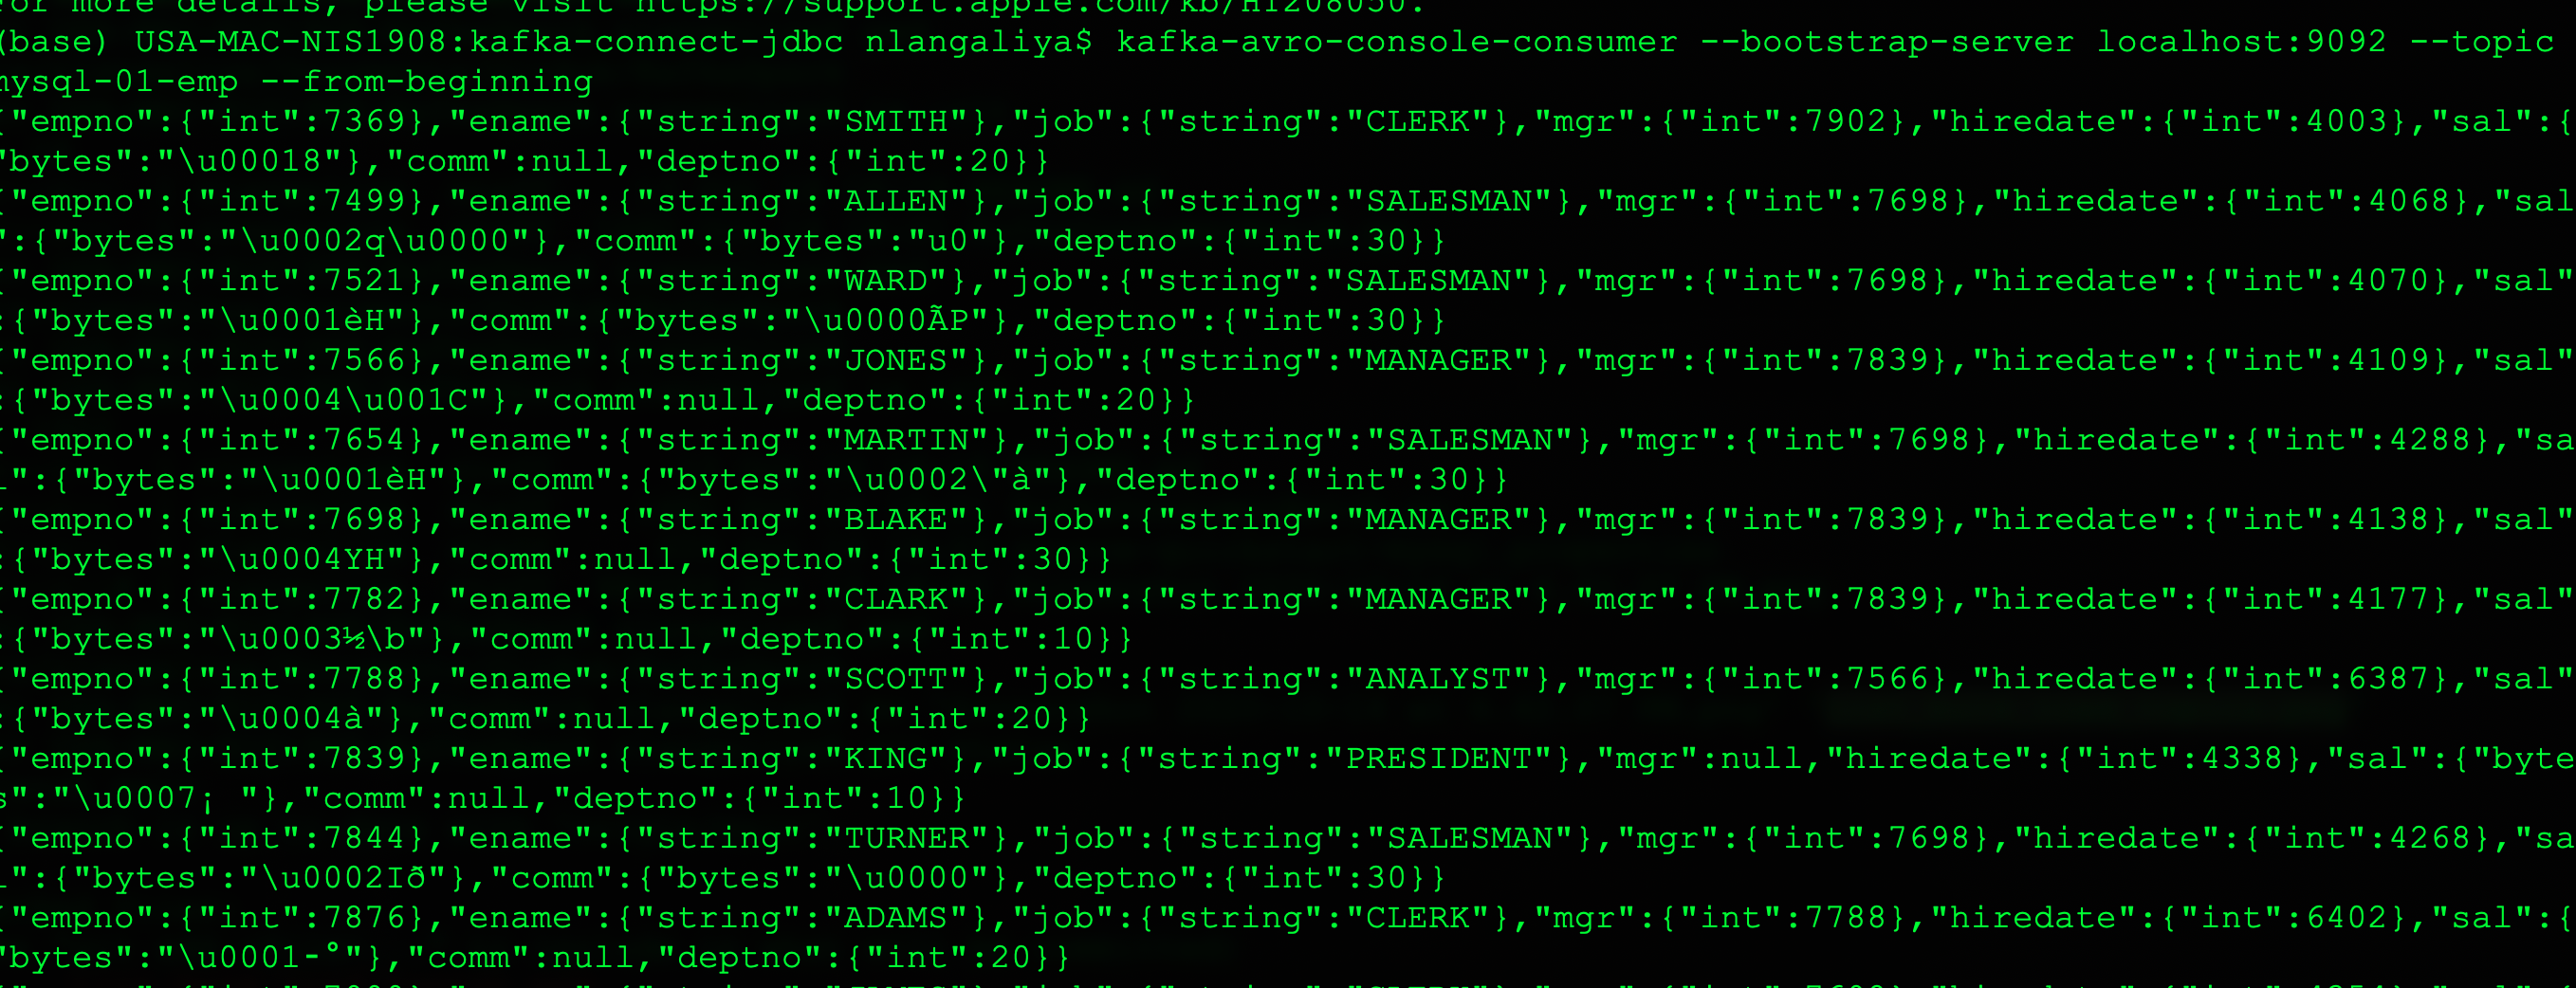 For more details, please visit https://support.apple.com/kb/HT208050.
(base) USA-MAC-NIS1908:kafka-connect-jdbc nlangaliya$ kafka-avro-console-consumer --bootstrap-server localhost:9092 --topic
mysql-01-emp --from-beginning
{"empno":{"int":7369},"ename":{"string":"SMITH"},"job":{"string":"CLERK"},"mgr":{"int":7902},"hiredate":{"int":4003},"sal":{
"bytes":"\u00018"},"comm":null,"deptno":{"int":20}}
{"empno":{"int":7499},"ename":{"string":"ALLEN"},"job":{"string":"SALESMAN"},"mgr":{"int":7698},"hiredate":{"int":4068},"sal
":{"bytes":"\u0002q\u0000"},"comm":{"bytes":"u0"},"deptno":{"int":30}}
{"empno":{"int":7521},"ename":{"string":"WARD"},"job":{"string":"SALESMAN"},"mgr":{"int":7698},"hiredate":{"int":4070},"sal"
:{"bytes":"\u0001èH"},"comm":{"bytes":"\u0000ÃP"},"deptno":{"int":30}}
{"empno":{"int":7566},"ename":{"string":"JONES"},"job":{"string":"MANAGER"},"mgr":{"int":7839},"hiredate":{"int":4109},"sal"
:{"bytes":"\u0004\u001C"},"comm":null,"deptno":{"int":20}}
{"empno":{"int":7654},"ename":{"string":"MARTIN"},"job":{"string":"SALESMAN"},"mgr":{"int":7698},"hiredate":{"int":4288},"sa
l":{"bytes":"\u0001èH"},"comm":{"bytes":"\u0002\"à"},"deptno":{"int":30}}
{"empno":{"int":7698},"ename":{"string":"BLAKE"},"job":{"string":"MANAGER"},"mgr":{"int":7839},"hiredate":{"int":4138},"sal"
:{"bytes":"\u0004YH"},"comm":null,"deptno":{"int":30}}
{"empno":{"int":7782},"ename":{"string":"CLARK"},"job":{"string":"MANAGER"},"mgr":{"int":7839},"hiredate":{"int":4177},"sal"
:{"bytes":"\u0003½\b"},"comm":null,"deptno":{"int":10}}
{"empno":{"int":7788},"ename":{"string":"SCOTT"},"job":{"string":"ANALYST"},"mgr":{"int":7566},"hiredate":{"int":6387},"sal"
:{"bytes":"\u0004à"},"comm":null,"deptno":{"int":20}}
{"empno":{"int":7839},"ename":{"string":"KING"},"job":{"string":"PRESIDENT"},"mgr":null,"hiredate":{"int":4338},"sal":{"byte
s":"\u0007¡ "},"comm":null,"deptno":{"int":10}}
{"empno":{"int":7844},"ename":{"string":"TURNER"},"job":{"string":"SALESMAN"},"mgr":{"int":7698},"hiredate":{"int":4268},"sa
l":{"bytes":"\u0002Ið"},"comm":{"bytes":"\u0000"},"deptno":{"int":30}}
{"empno":{"int":7876},"ename":{"string":"ADAMS"},"job":{"string":"CLERK"},"mgr":{"int":7788},"hiredate":{"int":6402},"sal":{
"bytes":"\u0001-°"},"comm":null,"deptno":{"int":20}}